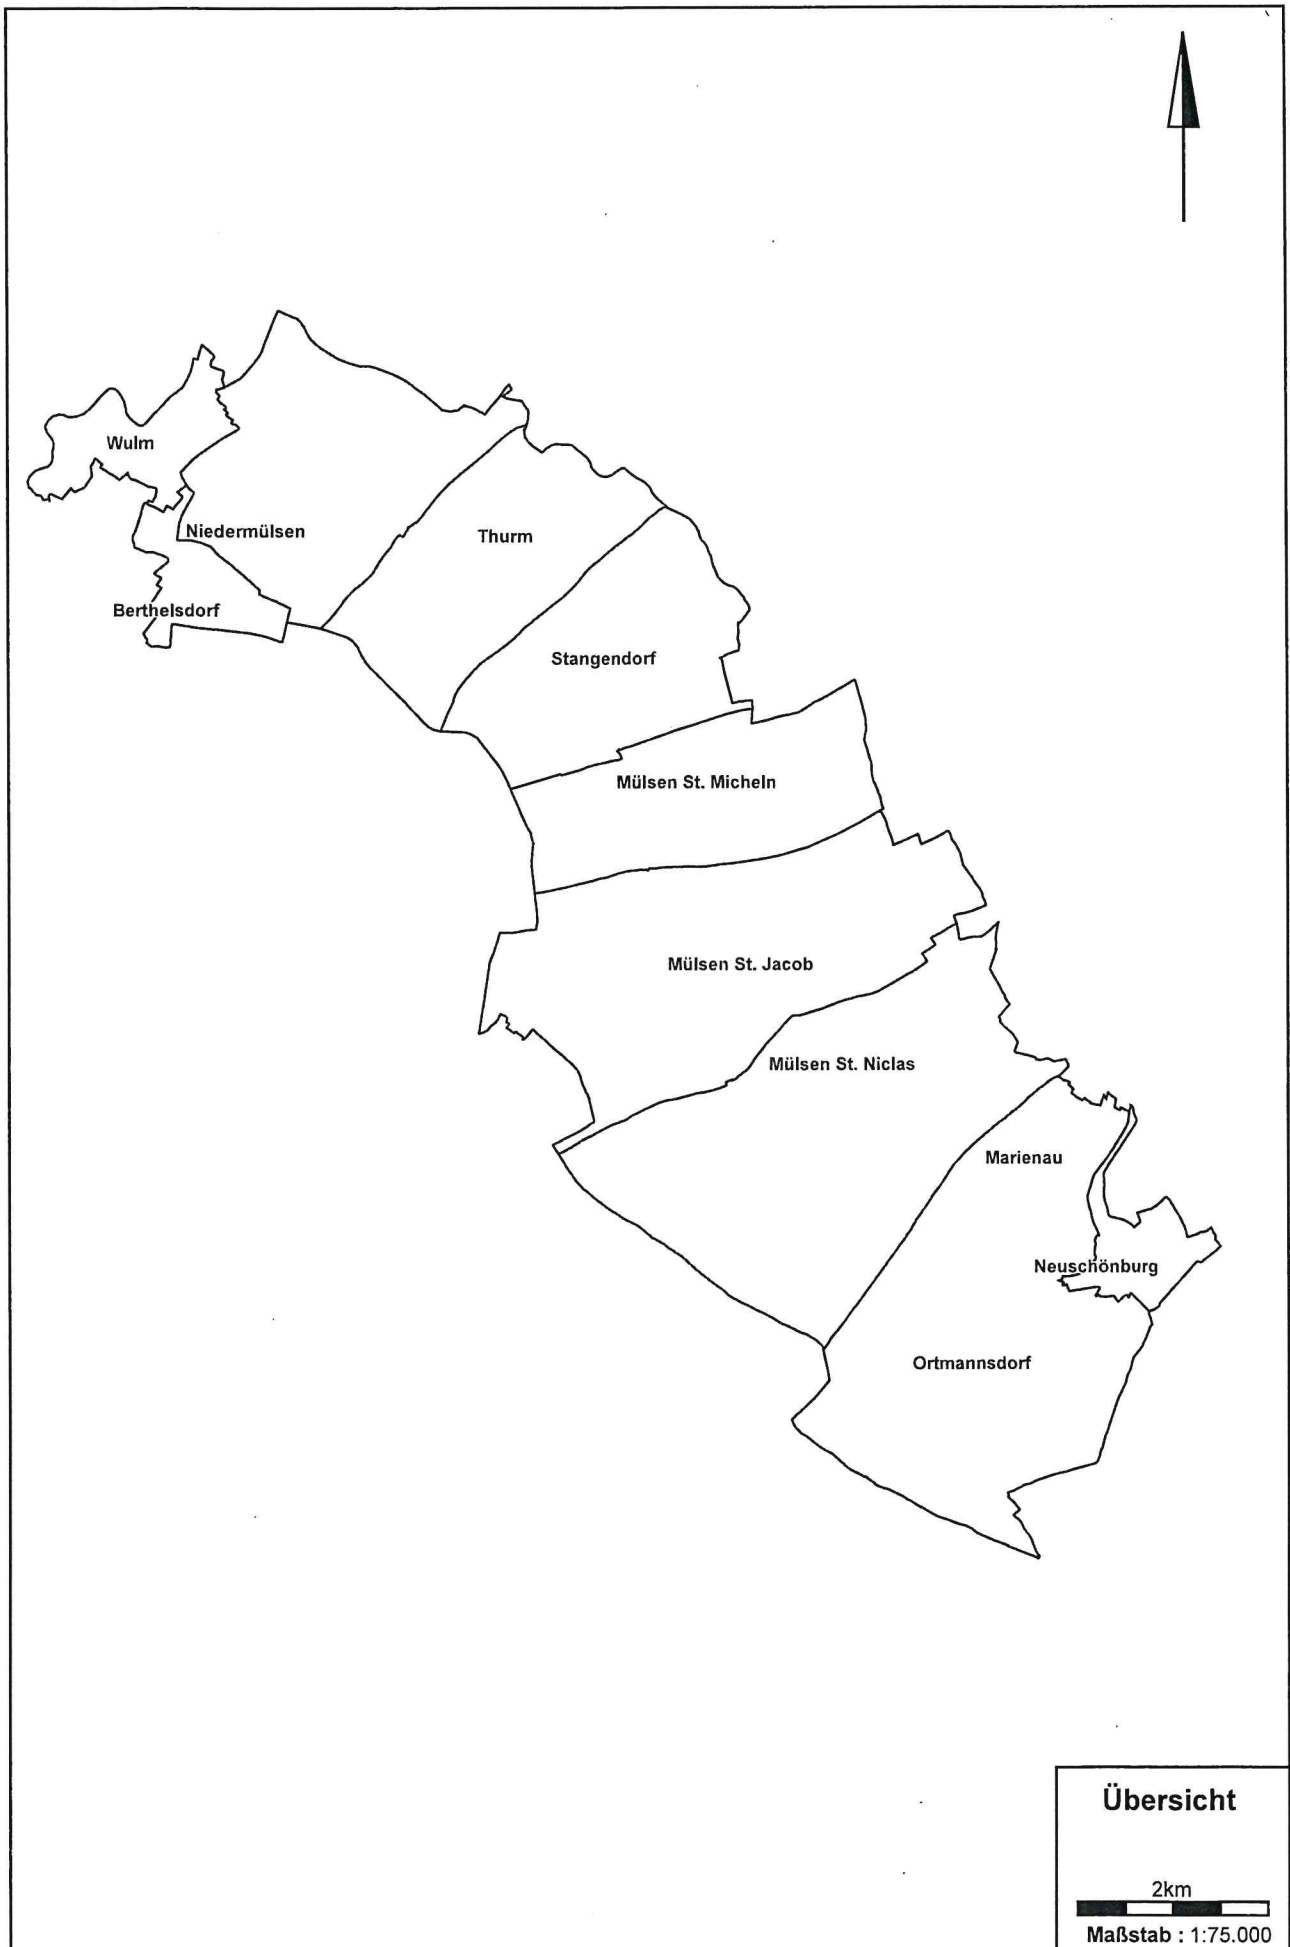 Wulm
Niedermülsen
Thurm
Berthelsdorf
Stangendorf
Mülsen St. Micheln
Mülsen St. Jacob
Mülsen St. Niclas
Marienau
Neuschönburg
Ortmannsdorf
Übersicht
2km
Maßstab : 1:75.000